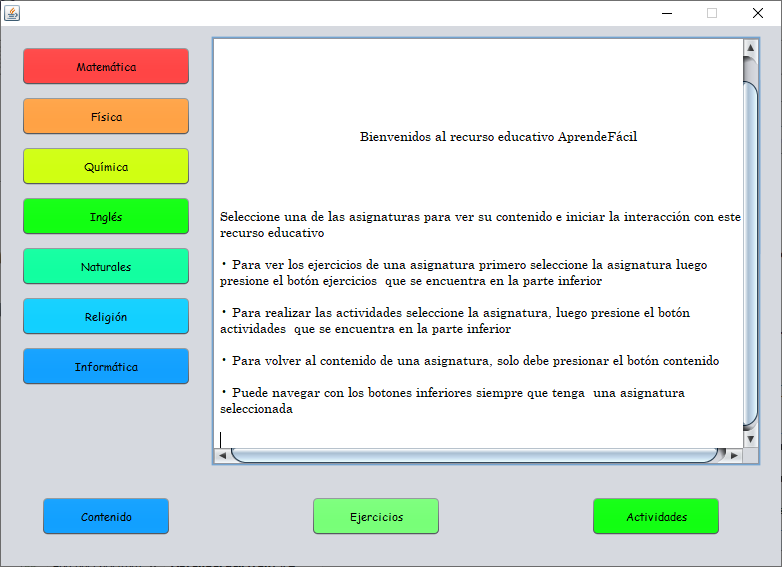 Matemática
Física
Química
Inglés
Naturales
Religión
Informática
Bienvenidos al recurso educativo AprendeFácil
Seleccione una de las asignaturas para ver su contenido e iniciar la interacción con este
recurso educativo
• Para ver los ejercicios de una asignatura primero seleccione la asignatura luego
presione el botón ejercicios que se encuentra en la parte inferior
• Para realizar las actividades seleccione la asignatura, luego presione el botón
actividades que se encuentra en la parte inferior
• Para volver al contenido de una asignatura, solo debe presionar el botón contenido
• Puede navegar con los botones inferiores siempre que tenga una asignatura
seleccionada
Contenido
Ejercicios
Actividades